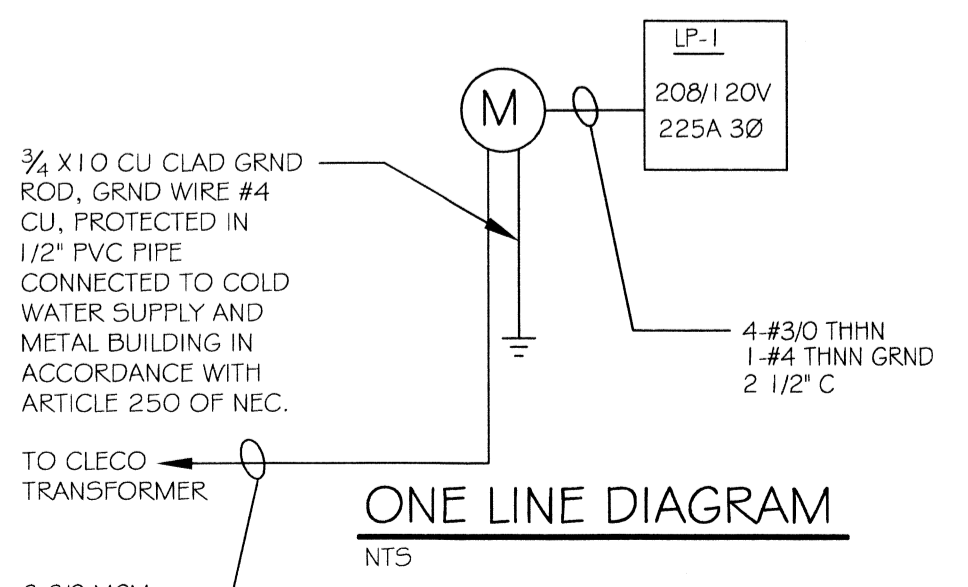 LP-1
208/120V
225A 3Ø
M
3/4 X10 CU CLAD GRND
ROD, GRND WIRE #4
CU, PROTECTED IN
1/2" PVC PIPE
CONNECTED TO COLD
WATER SUPPLY AND
METAL BUILDING IN
ACCORDANCE WITH
ARTICLE 250 OF NEC.
4-#3/0 THHN
1-#4 THNN GRND
2 1/2" C
TO CLECO
TRANSFORMER
ONE LINE DIAGRAM
NTS